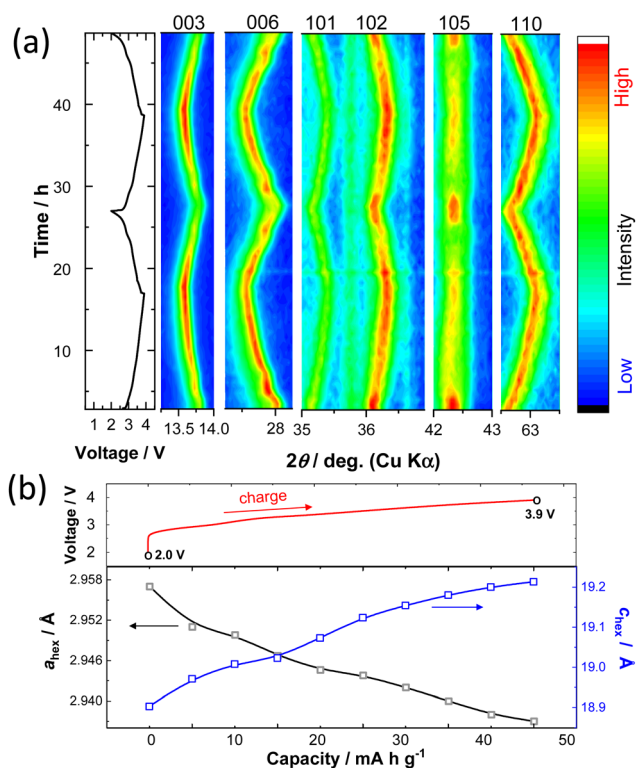 (a)
003 006 101 102 105 110
Time / h
40
30
20
10
1 2 3 4
13.5 14.0 28 35 36 42 43 63
Voltage / V
2θ / deg. (Cu Kα)
High
Intensity
Low
(b)
Voltage / V
4
3
2
charge
2.0 V
3.9 V
a_hex / Å
2.958
2.952
2.946
2.940
19.2
19.1
19.0
18.9
c_hex / Å
0 10 20 30 40 50
Capacity / mA h g⁻¹